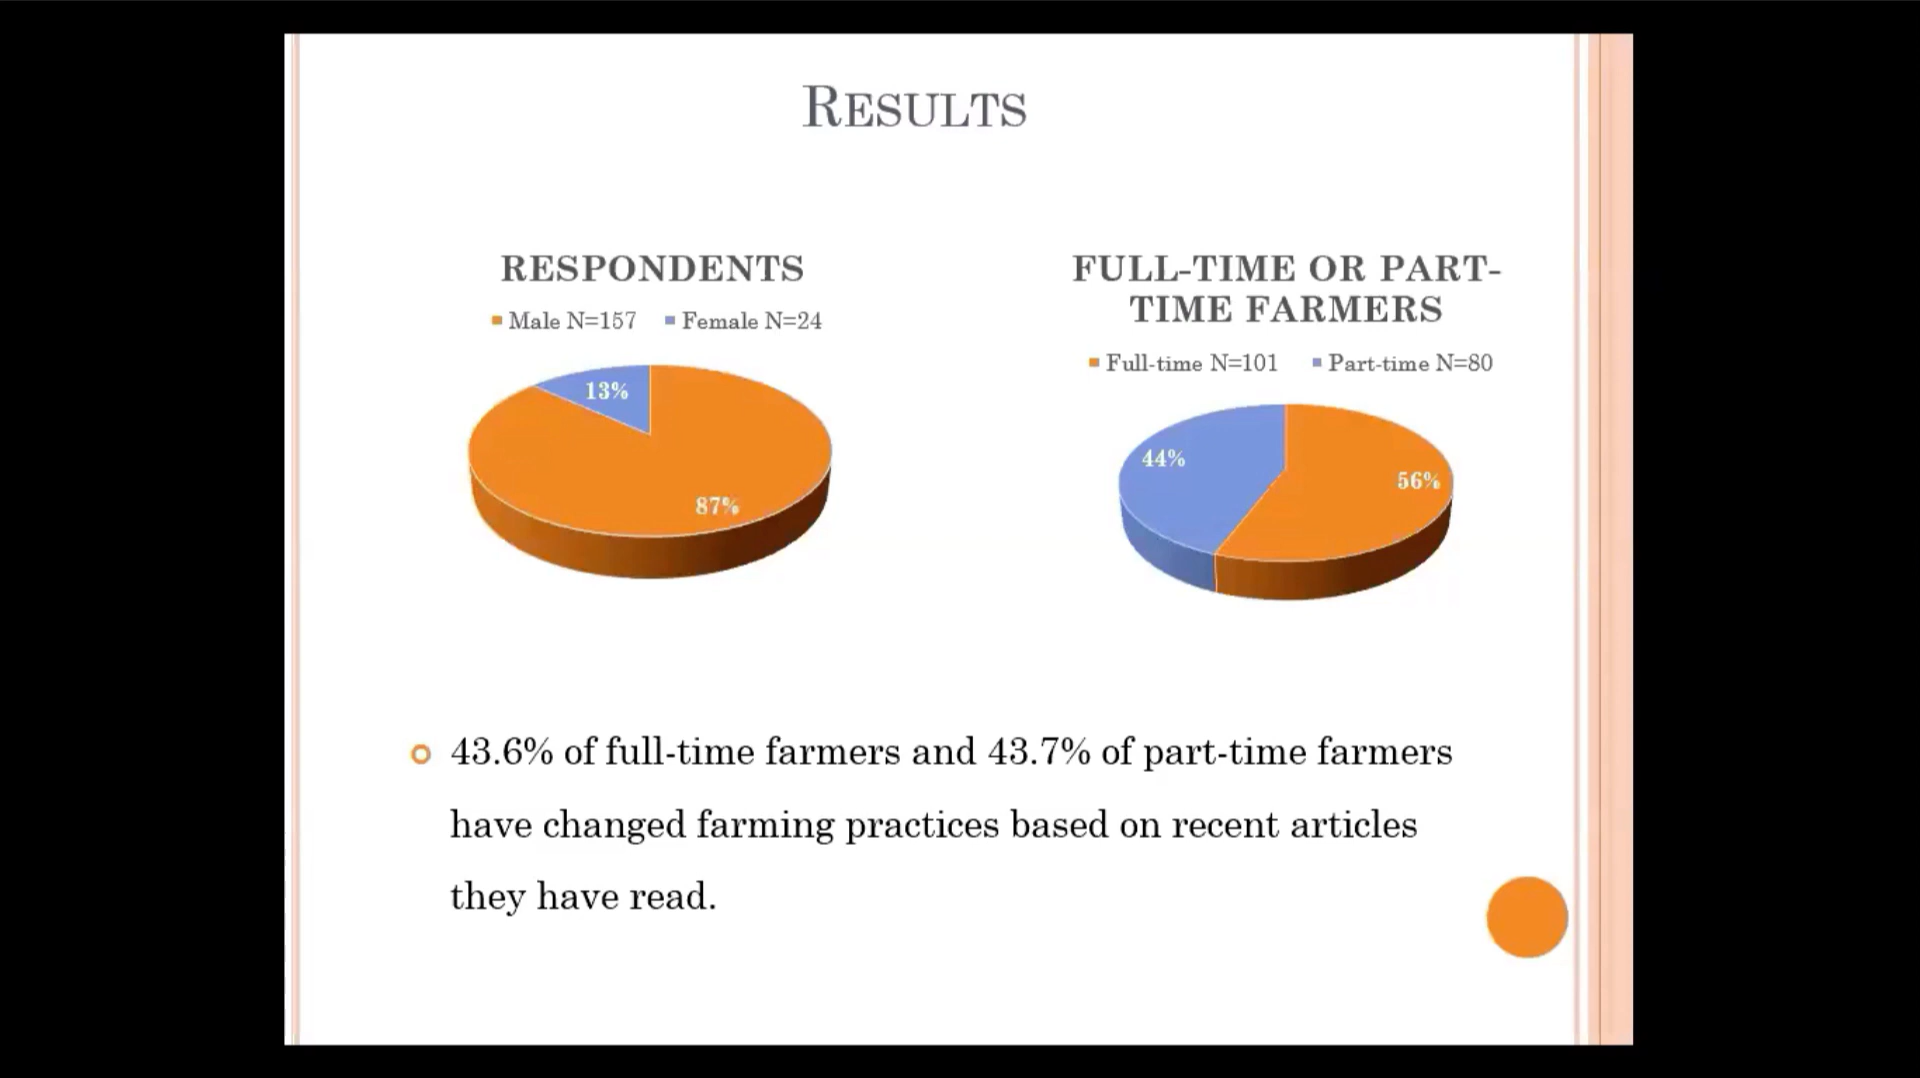 RESULTS
RESPONDENTS
Male N=157 Female N=24
13%
87%
FULL-TIME OR PART-
TIME FARMERS
Full-time N=101 Part-time N=80
44%
56%
43.6% of full-time farmers and 43.7% of part-time farmers
have changed farming practices based on recent articles
they have read.